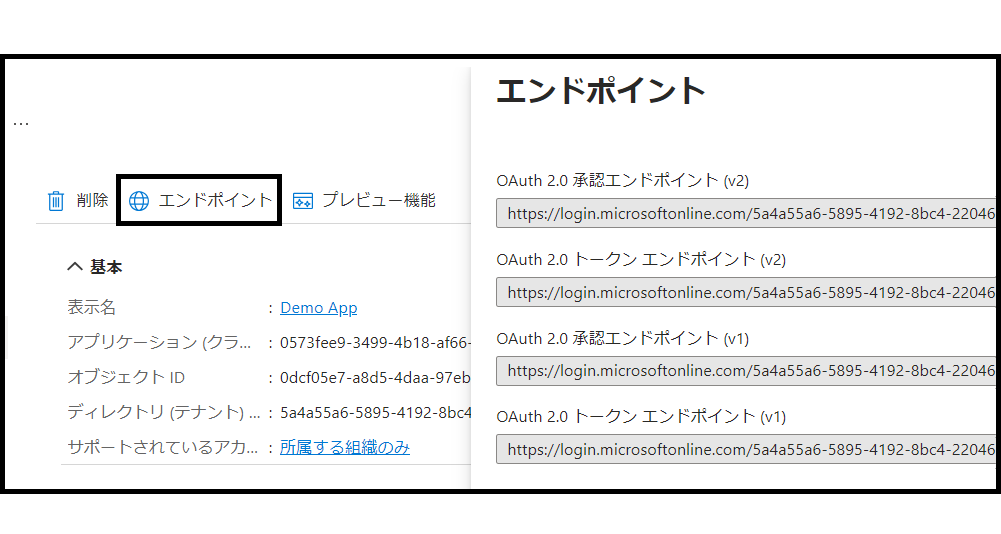 …
削除
エンドポイント
プレビュー機能
基本
表示名 : Demo App
アプリケーション (クラ... : 0573fee9-3499-4b18-af66-
オブジェクト ID : 0dcf05e7-a8d5-4daa-97eb
ディレクトリ (テナント) ... : 5a4a55a6-5895-4192-8bc4
サポートされているアカ... : 所属する組織のみ
エンドポイント
OAuth 2.0 承認エンドポイント (v2)
https://login.microsoftonline.com/5a4a55a6-5895-4192-8bc4-22046
OAuth 2.0 トークン エンドポイント (v2)
https://login.microsoftonline.com/5a4a55a6-5895-4192-8bc4-22046
OAuth 2.0 承認エンドポイント (v1)
https://login.microsoftonline.com/5a4a55a6-5895-4192-8bc4-22046
OAuth 2.0 トークン エンドポイント (v1)
https://login.microsoftonline.com/5a4a55a6-5895-4192-8bc4-22046